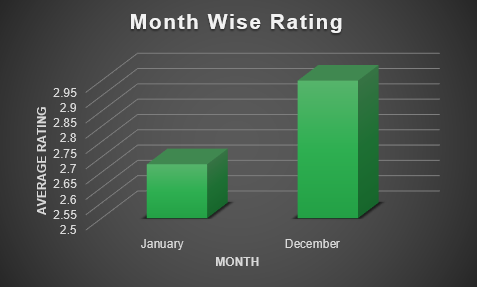 Month Wise Rating
2.95
2.9
2.85
2.8
2.75
2.7
2.65
2.6
2.55
2.5
AVERAGE RATING
January
December
MONTH